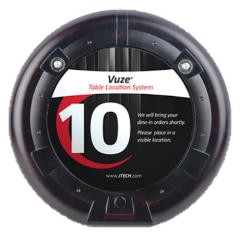 Vuze®
Table Location System
10
We will bring your
dine-in orders shortly.
Please place in a
visible location.
www.JTECH.com